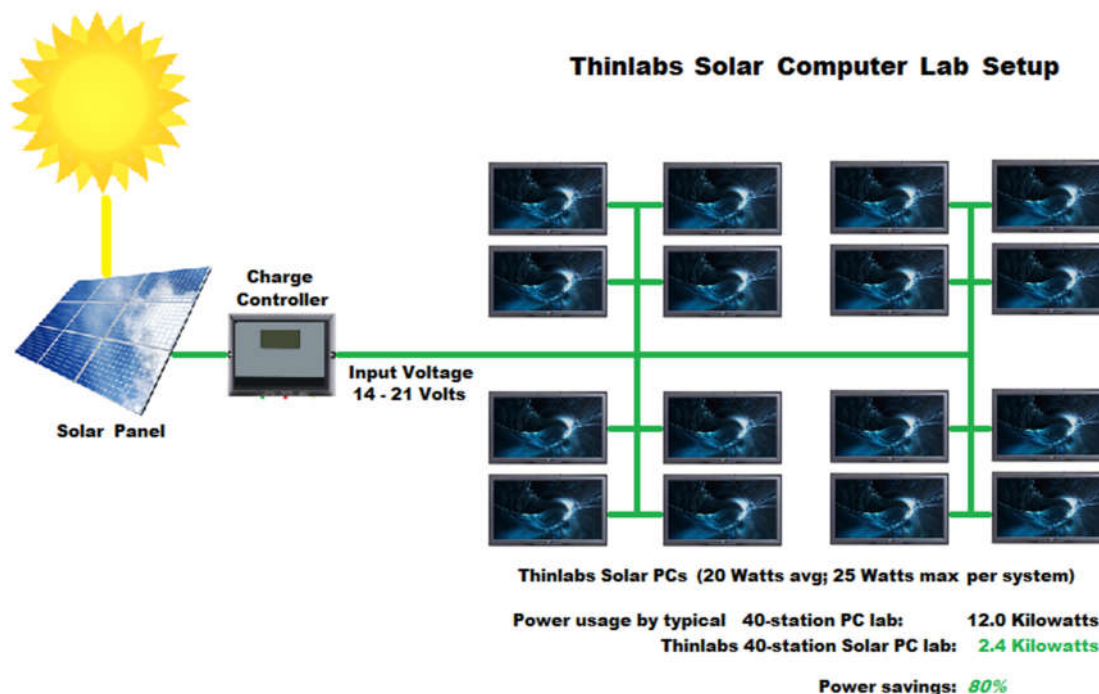 Thinlabs Solar Computer Lab Setup
Charge
Controller
Input Voltage
14 - 21 Volts
Solar Panel
Thinlabs Solar PCs (20 Watts avg; 25 Watts max per system)
Power usage by typical 40-station PC lab: 12.0 Kilowatts
Thinlabs 40-station Solar PC lab: 2.4 Kilowatts
Power savings: 80%